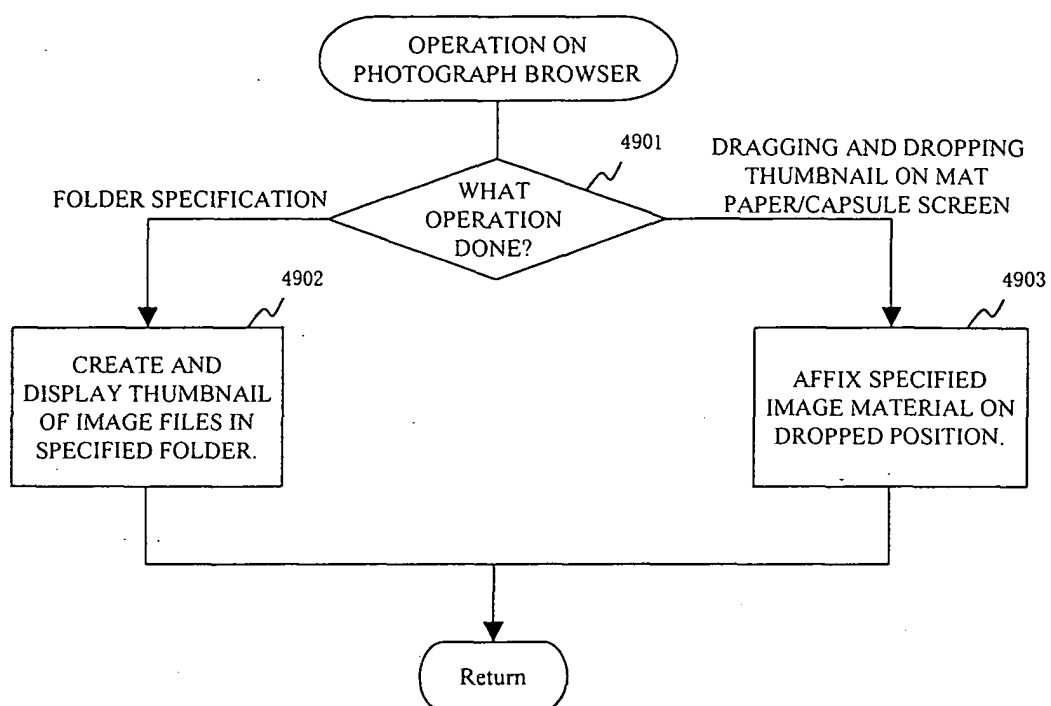 OPERATION ON
PHOTOGRAPH BROWSER
4901
WHAT
OPERATION
DONE?
FOLDER SPECIFICATION
DRAGGING AND DROPPING
THUMBNAIL ON MAT
PAPER/CAPSULE SCREEN
4902
CREATE AND
DISPLAY THUMBNAIL
OF IMAGE FILES IN
SPECIFIED FOLDER.
4903
AFFIX SPECIFIED
IMAGE MATERIAL ON
DROPPED POSITION.
Return